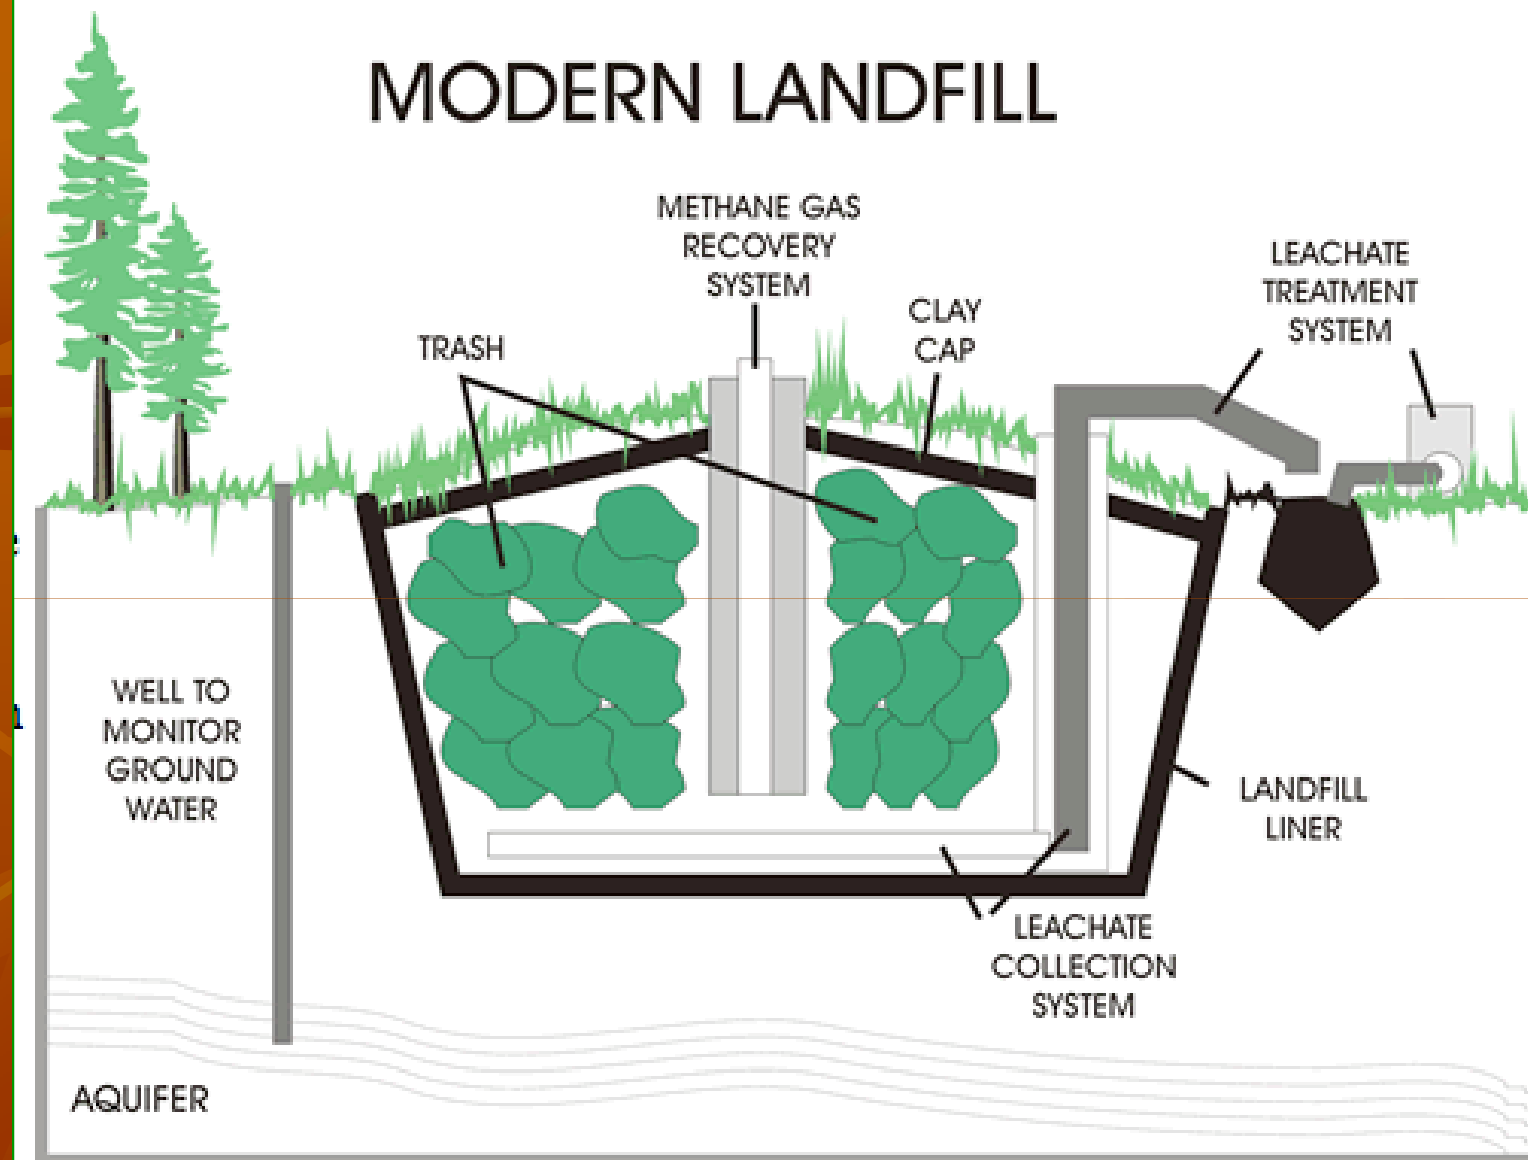 MODERN LANDFILL
METHANE GAS
RECOVERY
SYSTEM
LEACHATE
TREATMENT
SYSTEM
CLAY
CAP
TRASH
WELL TO
MONITOR
GROUND
WATER
LANDFILL
LINER
LEACHATE
COLLECTION
SYSTEM
AQUIFER